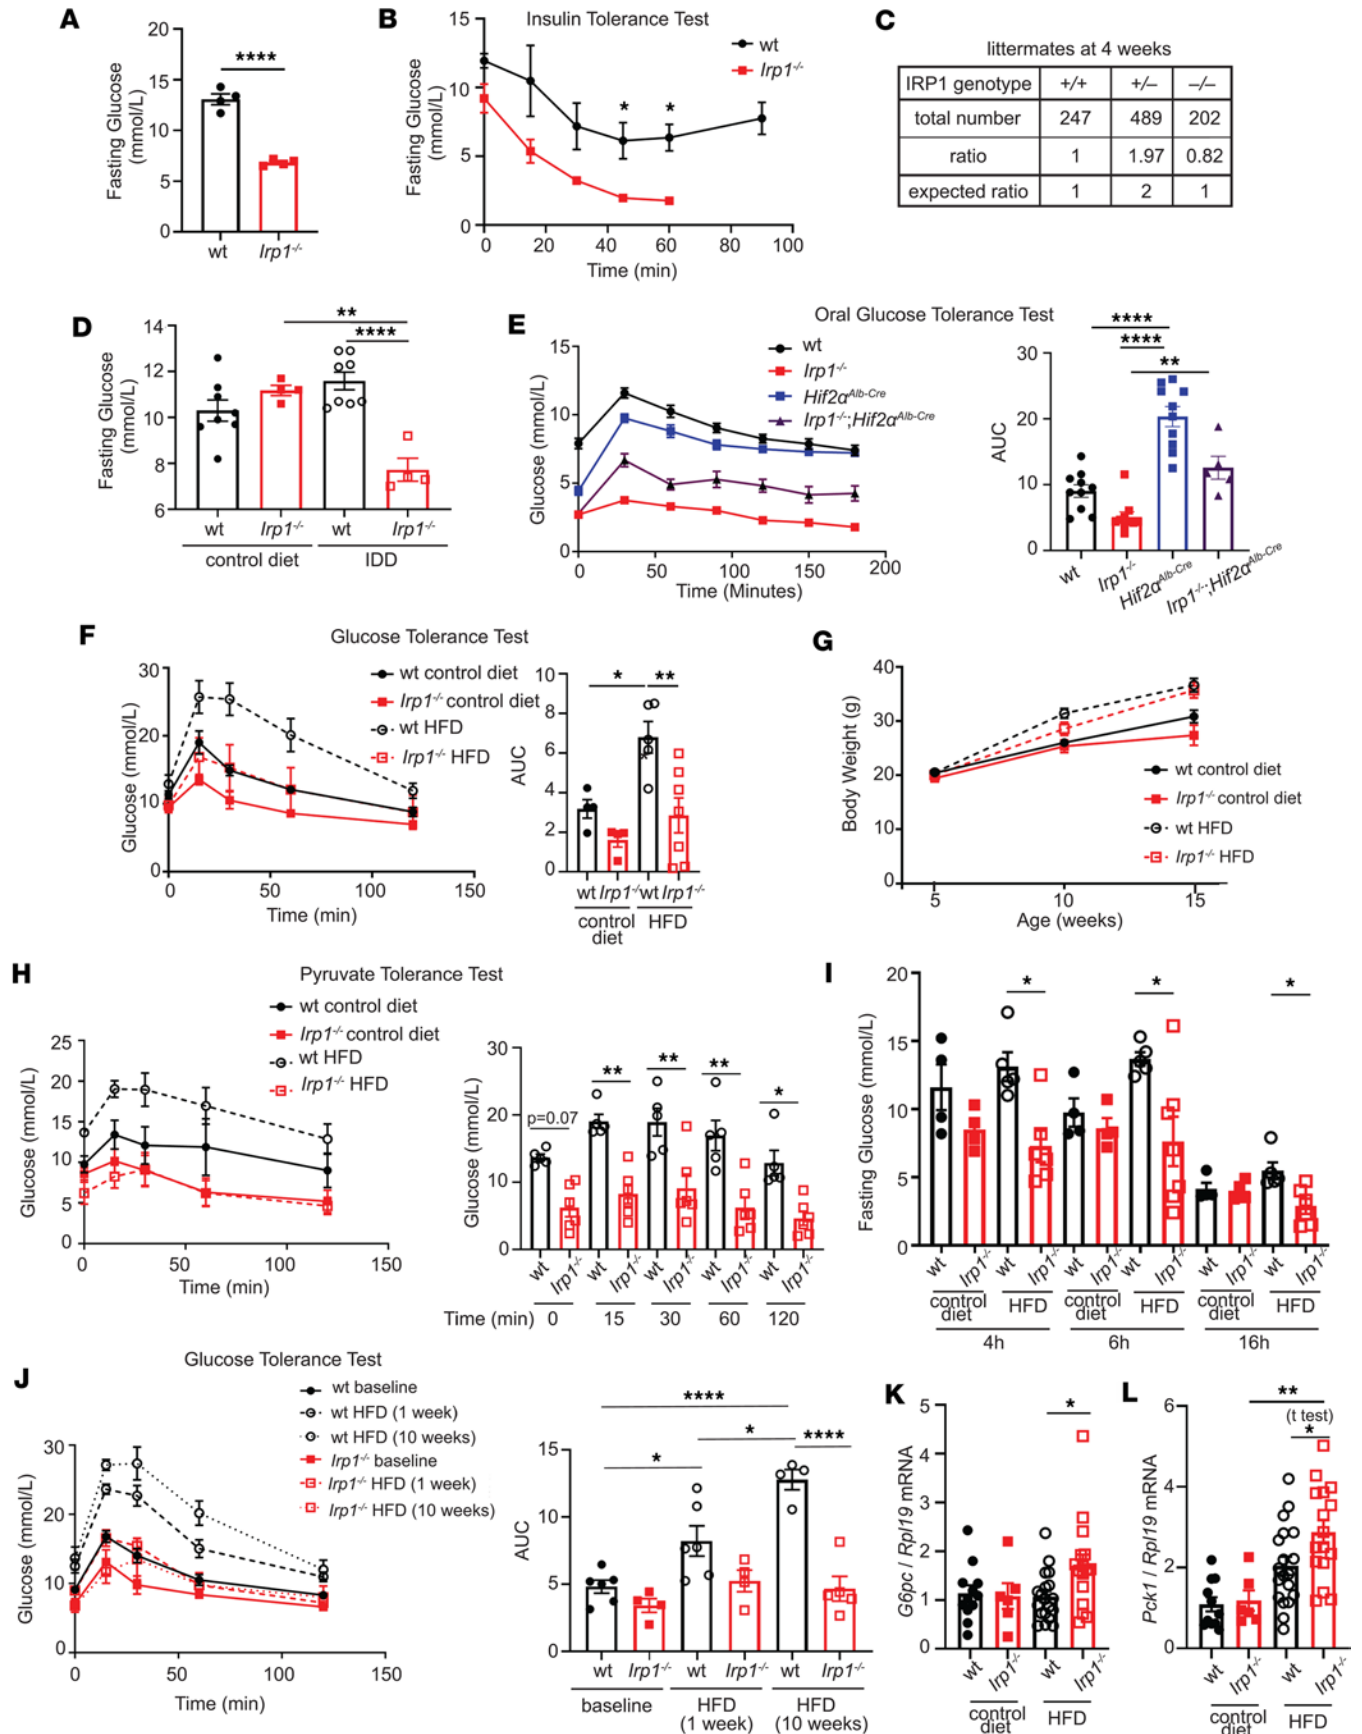 A
20
15
10
5
0
Fasting Glucose
(mmol/L)
****
wt
Irp1-/-
B
Insulin Tolerance Test
15
10
5
0
Fasting Glucose
(mmol/L)
wt
Irp1-/-
* *
0 20 40 60 80 100
Time (min)
C
littermates at 4 weeks
IRP1 genotype +/+ +/– –/–
total number 247 489 202
ratio 1 1.97 0.82
expected ratio 1 2 1
D
14
12
10
8
6
Fasting Glucose
(mmol/L)
**
****
wt Irp1-/- wt Irp1-/-
control diet IDD
E
Oral Glucose Tolerance Test
wt
Irp1-/-
Hif2αAlb-Cre
Irp1-/-;Hif2αAlb-Cre
15
10
5
0
Glucose (mmol/L)
0 50 100 150 200
Time (Minutes)
****
****
**
30
20
10
0
AUC
wt
Irp1-/-
Hif2αAlb-Cre
Irp1-/-;Hif2αAlb-Cre
F
Glucose Tolerance Test
wt control diet
Irp1-/- control diet
wt HFD
Irp1-/- HFD
30
20
10
0
Glucose (mmol/L)
0 50 100 150
Time (min)
10
8
6
4
2
0
AUC
* **
wt Irp1-/- wt Irp1-/-
control
diet
HFD
G
40
30
20
10
0
Body Weight (g)
wt control diet
Irp1-/- control diet
wt HFD
Irp1-/- HFD
5 10 15
Age (weeks)
H
Pyruvate Tolerance Test
wt control diet
Irp1-/- control diet
wt HFD
Irp1-/- HFD
25
20
15
10
5
0
Glucose (mmol/L)
0 50 100 150
Time (min)
30
20
10
0
Glucose (mmol/L)
p=0.07 ** ** ** *
wt Irp1-/- wt Irp1-/- wt Irp1-/- wt Irp1-/- wt Irp1-/-
Time (min) 0 15 30 60 120
I
20
15
10
5
0
Fasting Glucose (mmol/L)
* * *
wt Irp1-/- wt Irp1-/- wt Irp1-/- wt Irp1-/- wt Irp1-/- wt Irp1-/-
control
diet
HFD
control
diet
HFD
control
diet
HFD
4h 6h 16h
J
Glucose Tolerance Test
wt baseline
wt HFD (1 week)
wt HFD (10 weeks)
Irp1-/- baseline
Irp1-/- HFD (1 week)
Irp1-/- HFD (10 weeks)
30
20
10
0
Glucose (mmol/L)
0 50 100 150
Time (min)
****
* * ****
15
10
5
0
AUC
wt Irp1-/- wt Irp1-/- wt Irp1-/-
baseline
HFD
(1 week)
HFD
(10 weeks)
K
5
4
3
2
1
0
G6pc / Rpl19 mRNA
*
wt Irp1-/- wt Irp1-/-
control
diet
HFD
L
6
4
2
0
Pck1 / Rpl19 mRNA
**
(t test)
*
wt Irp1-/- wt Irp1-/-
control
diet
HFD